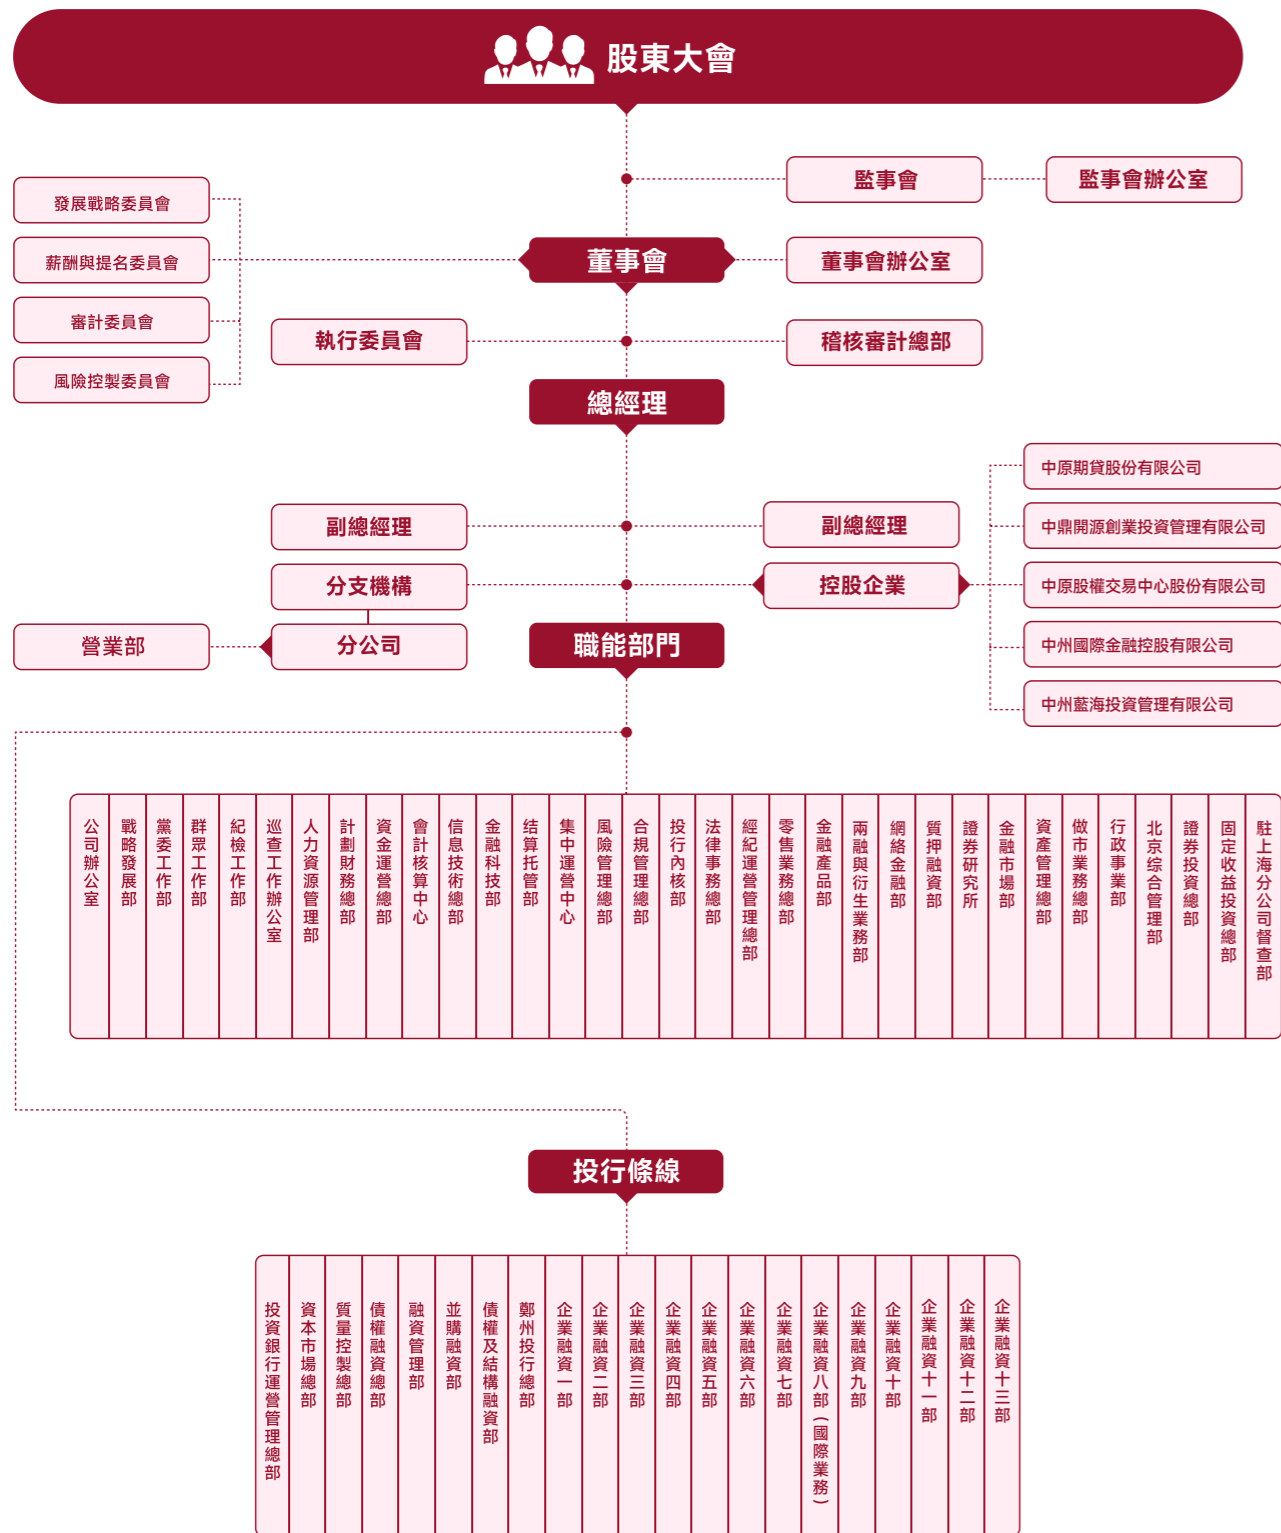 股東大會
監事會
監事會辦公室
發展戰略委員會
薪酬與提名委員會
審計委員會
風險控製委員會
董事會
董事會辦公室
執行委員會
稽核審計總部
總經理
副總經理
副總經理
分支機構
控股企業
中原期貨股份有限公司
中鼎開源創業投資管理有限公司
中原股權交易中心股份有限公司
中州國際金融控股有限公司
中州藍海投資管理有限公司
營業部
分公司
職能部門
公司辦公室
戰略發展部
黨委工作部
群眾工作部
紀檢工作部
巡查工作辦公室
人力資源管理部
計劃財務總部
資金運營總部
會計核算中心
信息技術總部
金融科技部
结算托管部
集中運營中心
風險管理總部
合規管理總部
投行內核部
法律事務總部
經紀運營管理總部
零售業務總部
金融產品部
兩融與衍生業務部
網絡金融部
質押融資部
證券研究所
金融市場部
資產管理總部
做市業務總部
行政事業部
北京综合管理部
證券投資總部
固定收益投資總部
駐上海分公司督查部
投行條線
投資銀行運營管理總部
資本市場總部
質量控製總部
債權融資總部
融資管理部
並購融資部
債權及結構融資部
鄭州投行總部
企業融資一部
企業融資二部
企業融資三部
企業融資四部
企業融資五部
企業融資六部
企業融資七部
企業融資八部(國際業務)
企業融資九部
企業融資十部
企業融資十一部
企業融資十二部
企業融資十三部